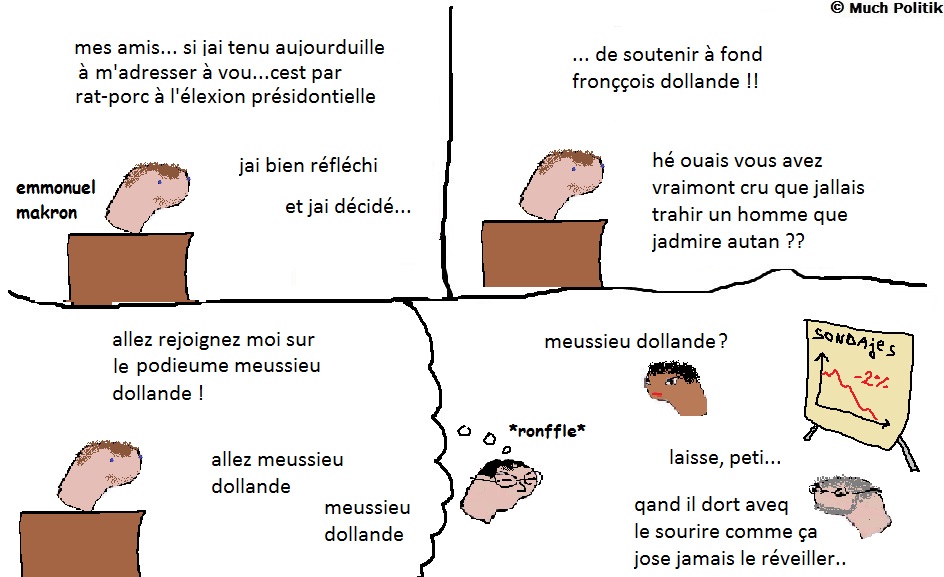 © Much Politik
mes amis... si jai tenu aujourduille
à m'adresser à vou...cest par
rat-porc à l'élexion présidontielle
emmonuel
makron
jai bien réfléchi
et jai décidé...
... de soutenir à fond
fronççois dollande !!
hé ouais vous avez
vraimont cru que jallais
trahir un homme que
jadmire autan ??
allez rejoignez moi sur
le podieume meussieu
dollande !
allez meussieu
dollande
meussieu
dollande
meussieu dollande ?
SONDAjES
-2%
*ronffle*
laisse, peti...
qand il dort aveq
le sourire comme ça
jose jamais le réveiller..